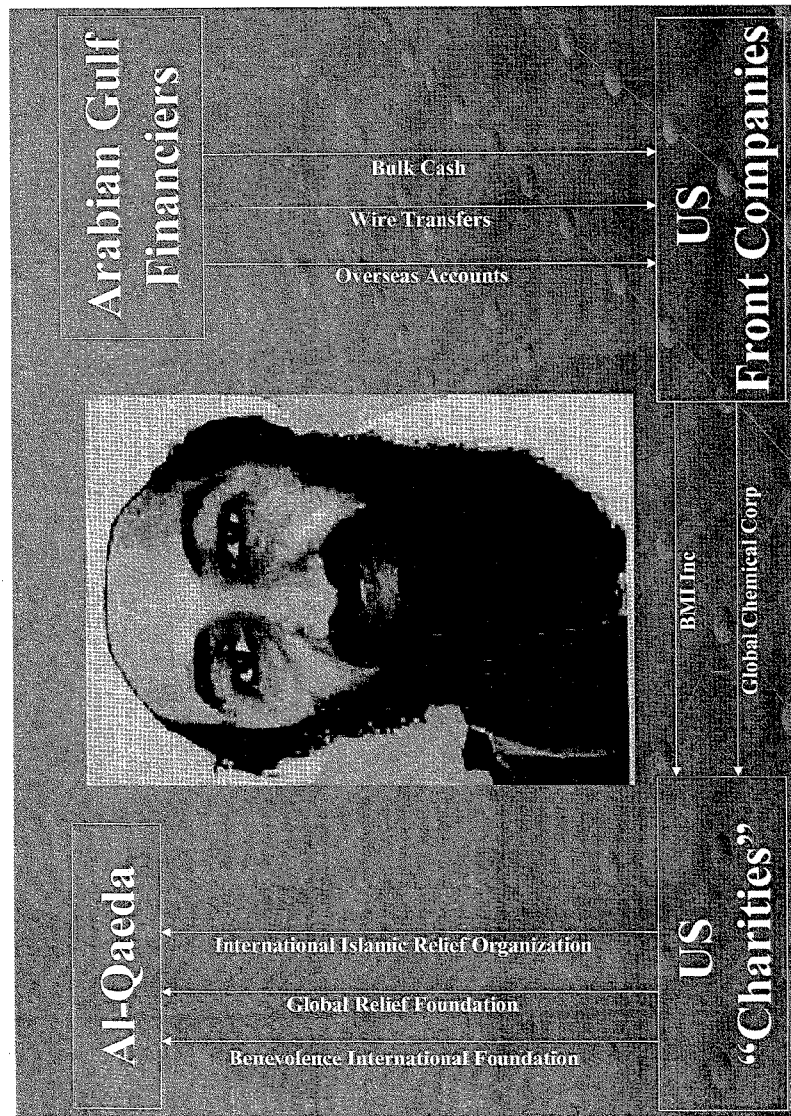 Al-Qaeda
Arabian Gulf
Financiers
International Islamic Relief Organization
Global Relief Foundation
Benevolence International Foundation
Bulk Cash
Wire Transfers
Overseas Accounts
US
“Charities”
BMI Inc
Global Chemical Corp
US
Front Companies